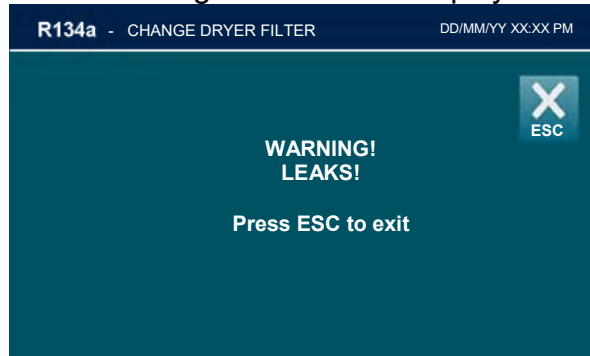 R134a - CHANGE DRYER FILTER DD/MM/YY XX:XX PM
ESC
WARNING!
LEAKS!
Press ESC to exit